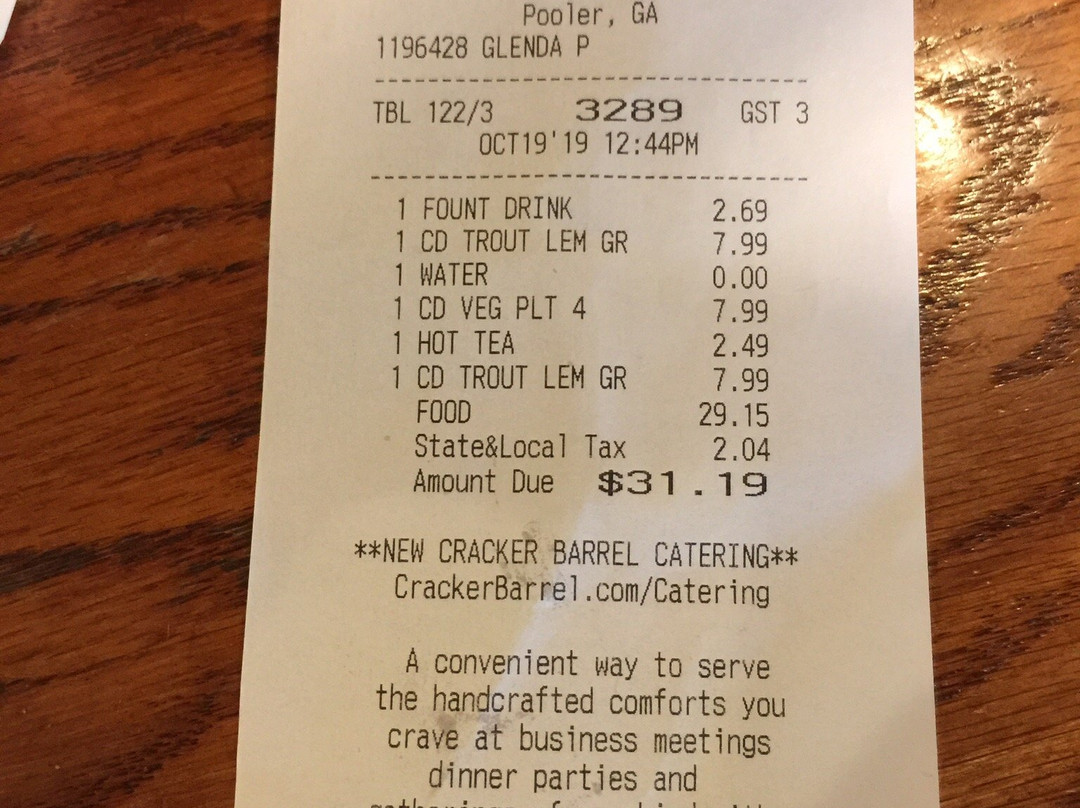 Pooler, GA
1196428 GLENDA P
--------------------------------
TBL 122/3 3289 GST 3
OCT19'19 12:44PM
--------------------------------
1 FOUNT DRINK 2.69
1 CD TROUT LEM GR 7.99
1 WATER 0.00
1 CD VEG PLT 4 7.99
1 HOT TEA 2.49
1 CD TROUT LEM GR 7.99
FOOD 29.15
State&Local Tax 2.04
Amount Due $31.19
**NEW CRACKER BARREL CATERING**
CrackerBarrel.com/Catering
A convenient way to serve
the handcrafted comforts you
crave at business meetings
dinner parties and